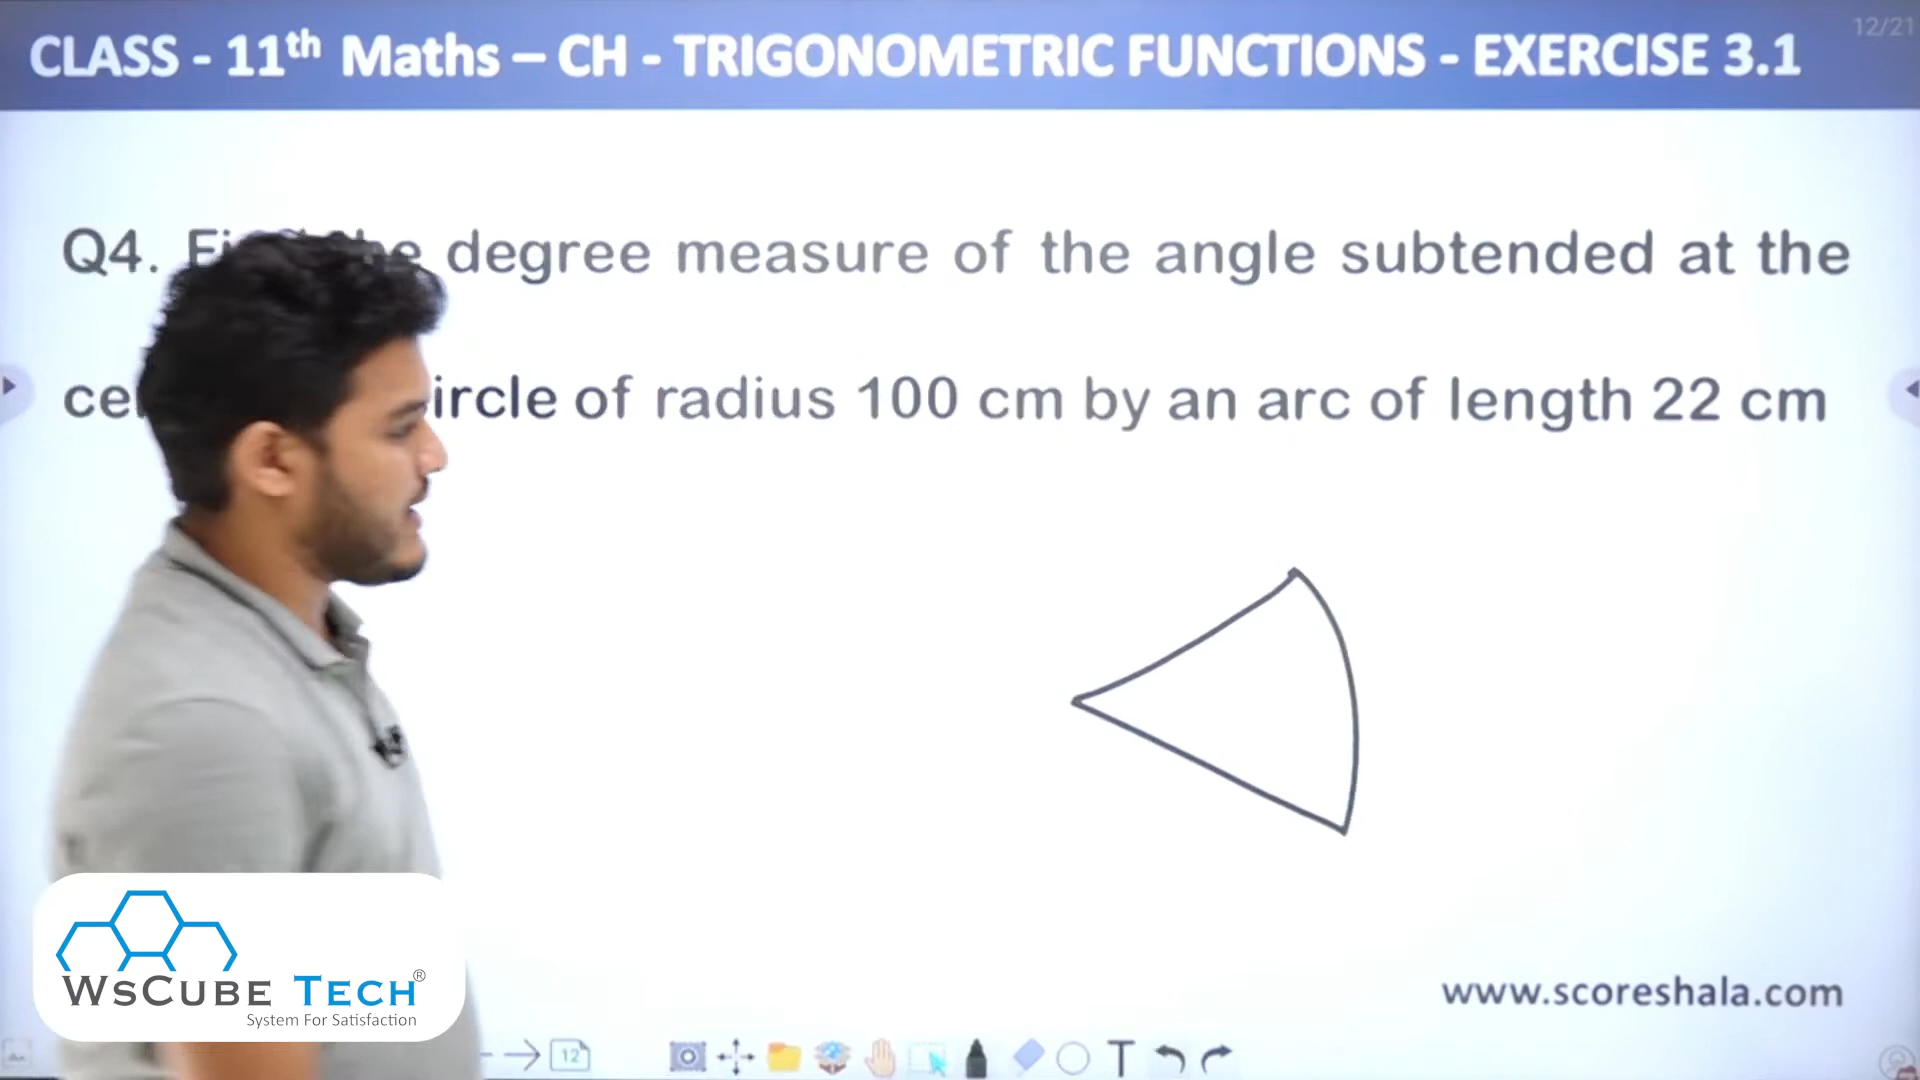 12/21
CLASS - 11th Maths – CH - TRIGONOMETRIC FUNCTIONS - EXERCISE 3.1
Q4. the degree measure of the angle subtended at the
of radius 100 cm by an arc of length 22 cm
WSCUBE TECH®
System For Satisfaction
www.scoreshala.com
12 T